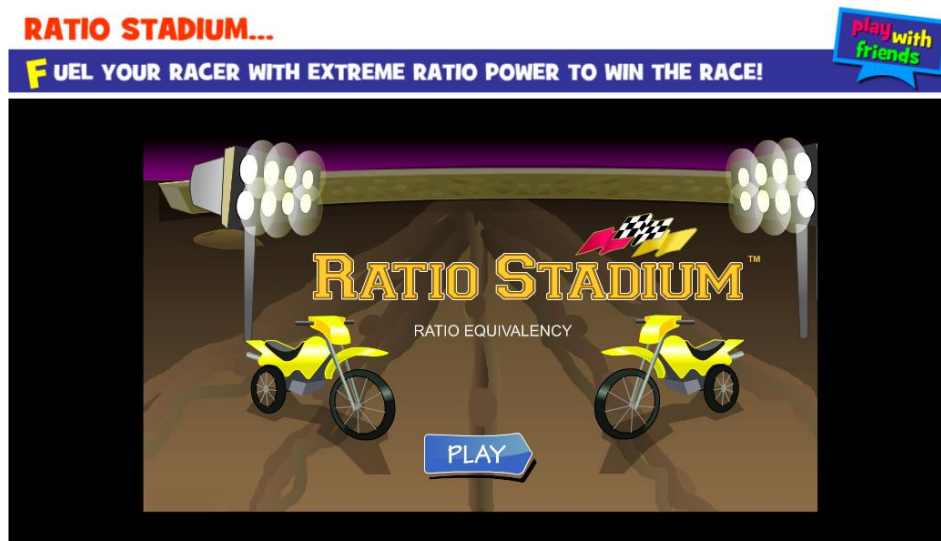 RATIO STADIUM...
play with
friends
FUEL YOUR RACER WITH EXTREME RATIO POWER TO WIN THE RACE!
RATIO STADIUM™
RATIO EQUIVALENCY
PLAY